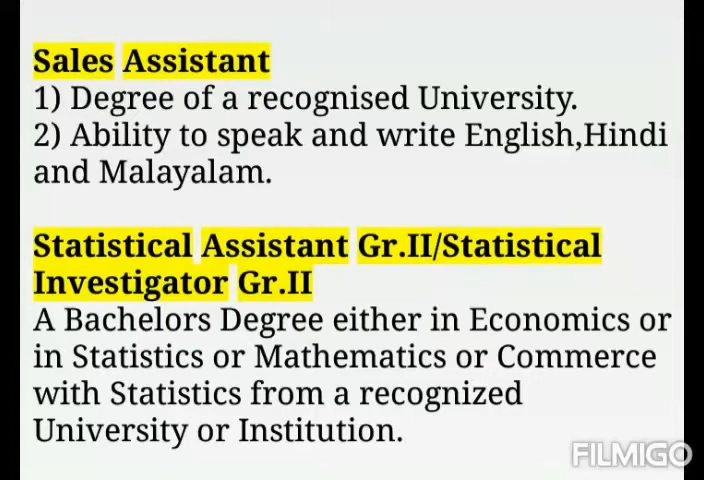 Sales Assistant
1) Degree of a recognised University.
2) Ability to speak and write English,Hindi
and Malayalam.
Statistical Assistant Gr.II/Statistical
Investigator Gr.II
A Bachelors Degree either in Economics or
in Statistics or Mathematics or Commerce
with Statistics from a recognized
University or Institution.
FILMIGO